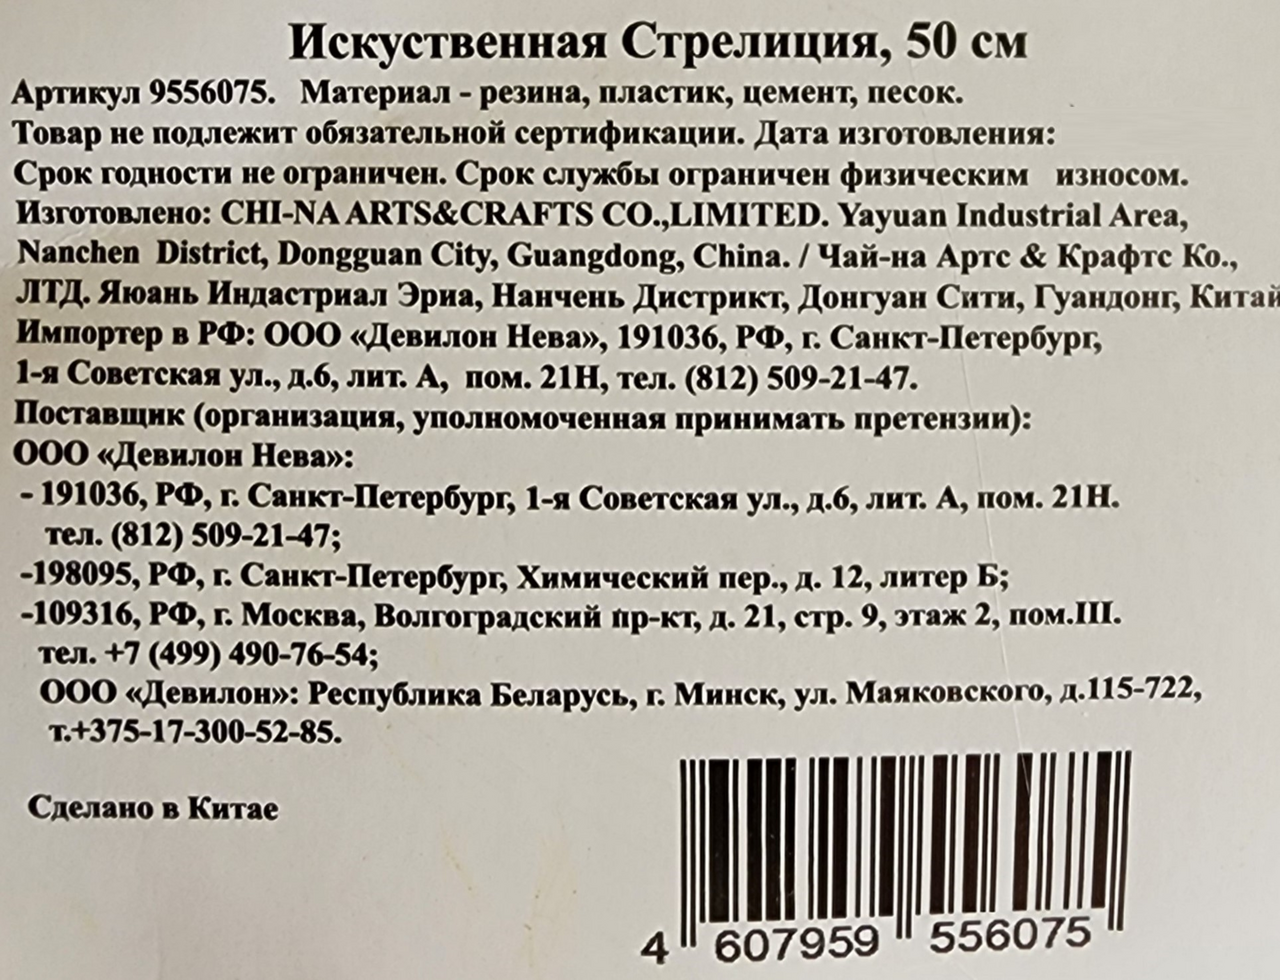 Искуственная Стрелиция, 50 см
Артикул 9556075. Материал - резина, пластик, цемент, песок.
Товар не подлежит обязательной сертификации. Дата изготовления:
Срок годности не ограничен. Срок службы ограничен физическим износом.
Изготовлено: CHI-NA ARTS&CRAFTS CO.,LIMITED. Yayuan Industrial Area,
Nanchen District, Dongguan City, Guangdong, China. / Чай-на Артс & Крафтс Ко.,
ЛТД. Яюань Индастриал Эриа, Нанчень Дистрикт, Донгуан Сити, Гуандонг, Китай
Импортер в РФ: ООО «Девилон Нева», 191036, РФ, г. Санкт-Петербург,
1-я Советская ул., д.6, лит. А, пом. 21Н, тел. (812) 509-21-47.
Поставщик (организация, уполномоченная принимать претензии):
ООО «Девилон Нева»:
- 191036, РФ, г. Санкт-Петербург, 1-я Советская ул., д.6, лит. А, пом. 21Н.
тел. (812) 509-21-47;
-198095, РФ, г. Санкт-Петербург, Химический пер., д. 12, литер Б;
-109316, РФ, г. Москва, Волгоградский пр-кт, д. 21, стр. 9, этаж 2, пом.III.
тел. +7 (499) 490-76-54;
ООО «Девилон»: Республика Беларусь, г. Минск, ул. Маяковского, д.115-722,
т.+375-17-300-52-85.
Сделано в Китае
4 607959 556075